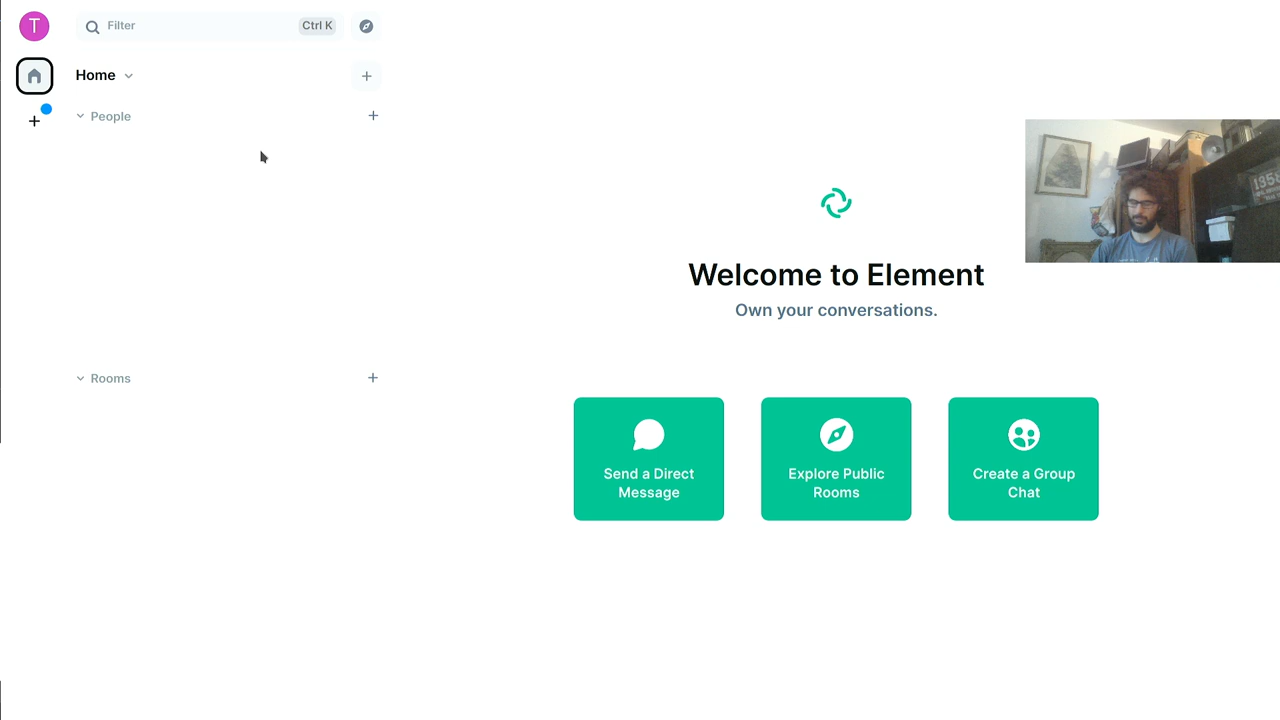 T
Filter
Ctrl K
Home
People
Rooms
Welcome to Element
Own your conversations.
Send a Direct
Message
Explore Public
Rooms
Create a Group
Chat